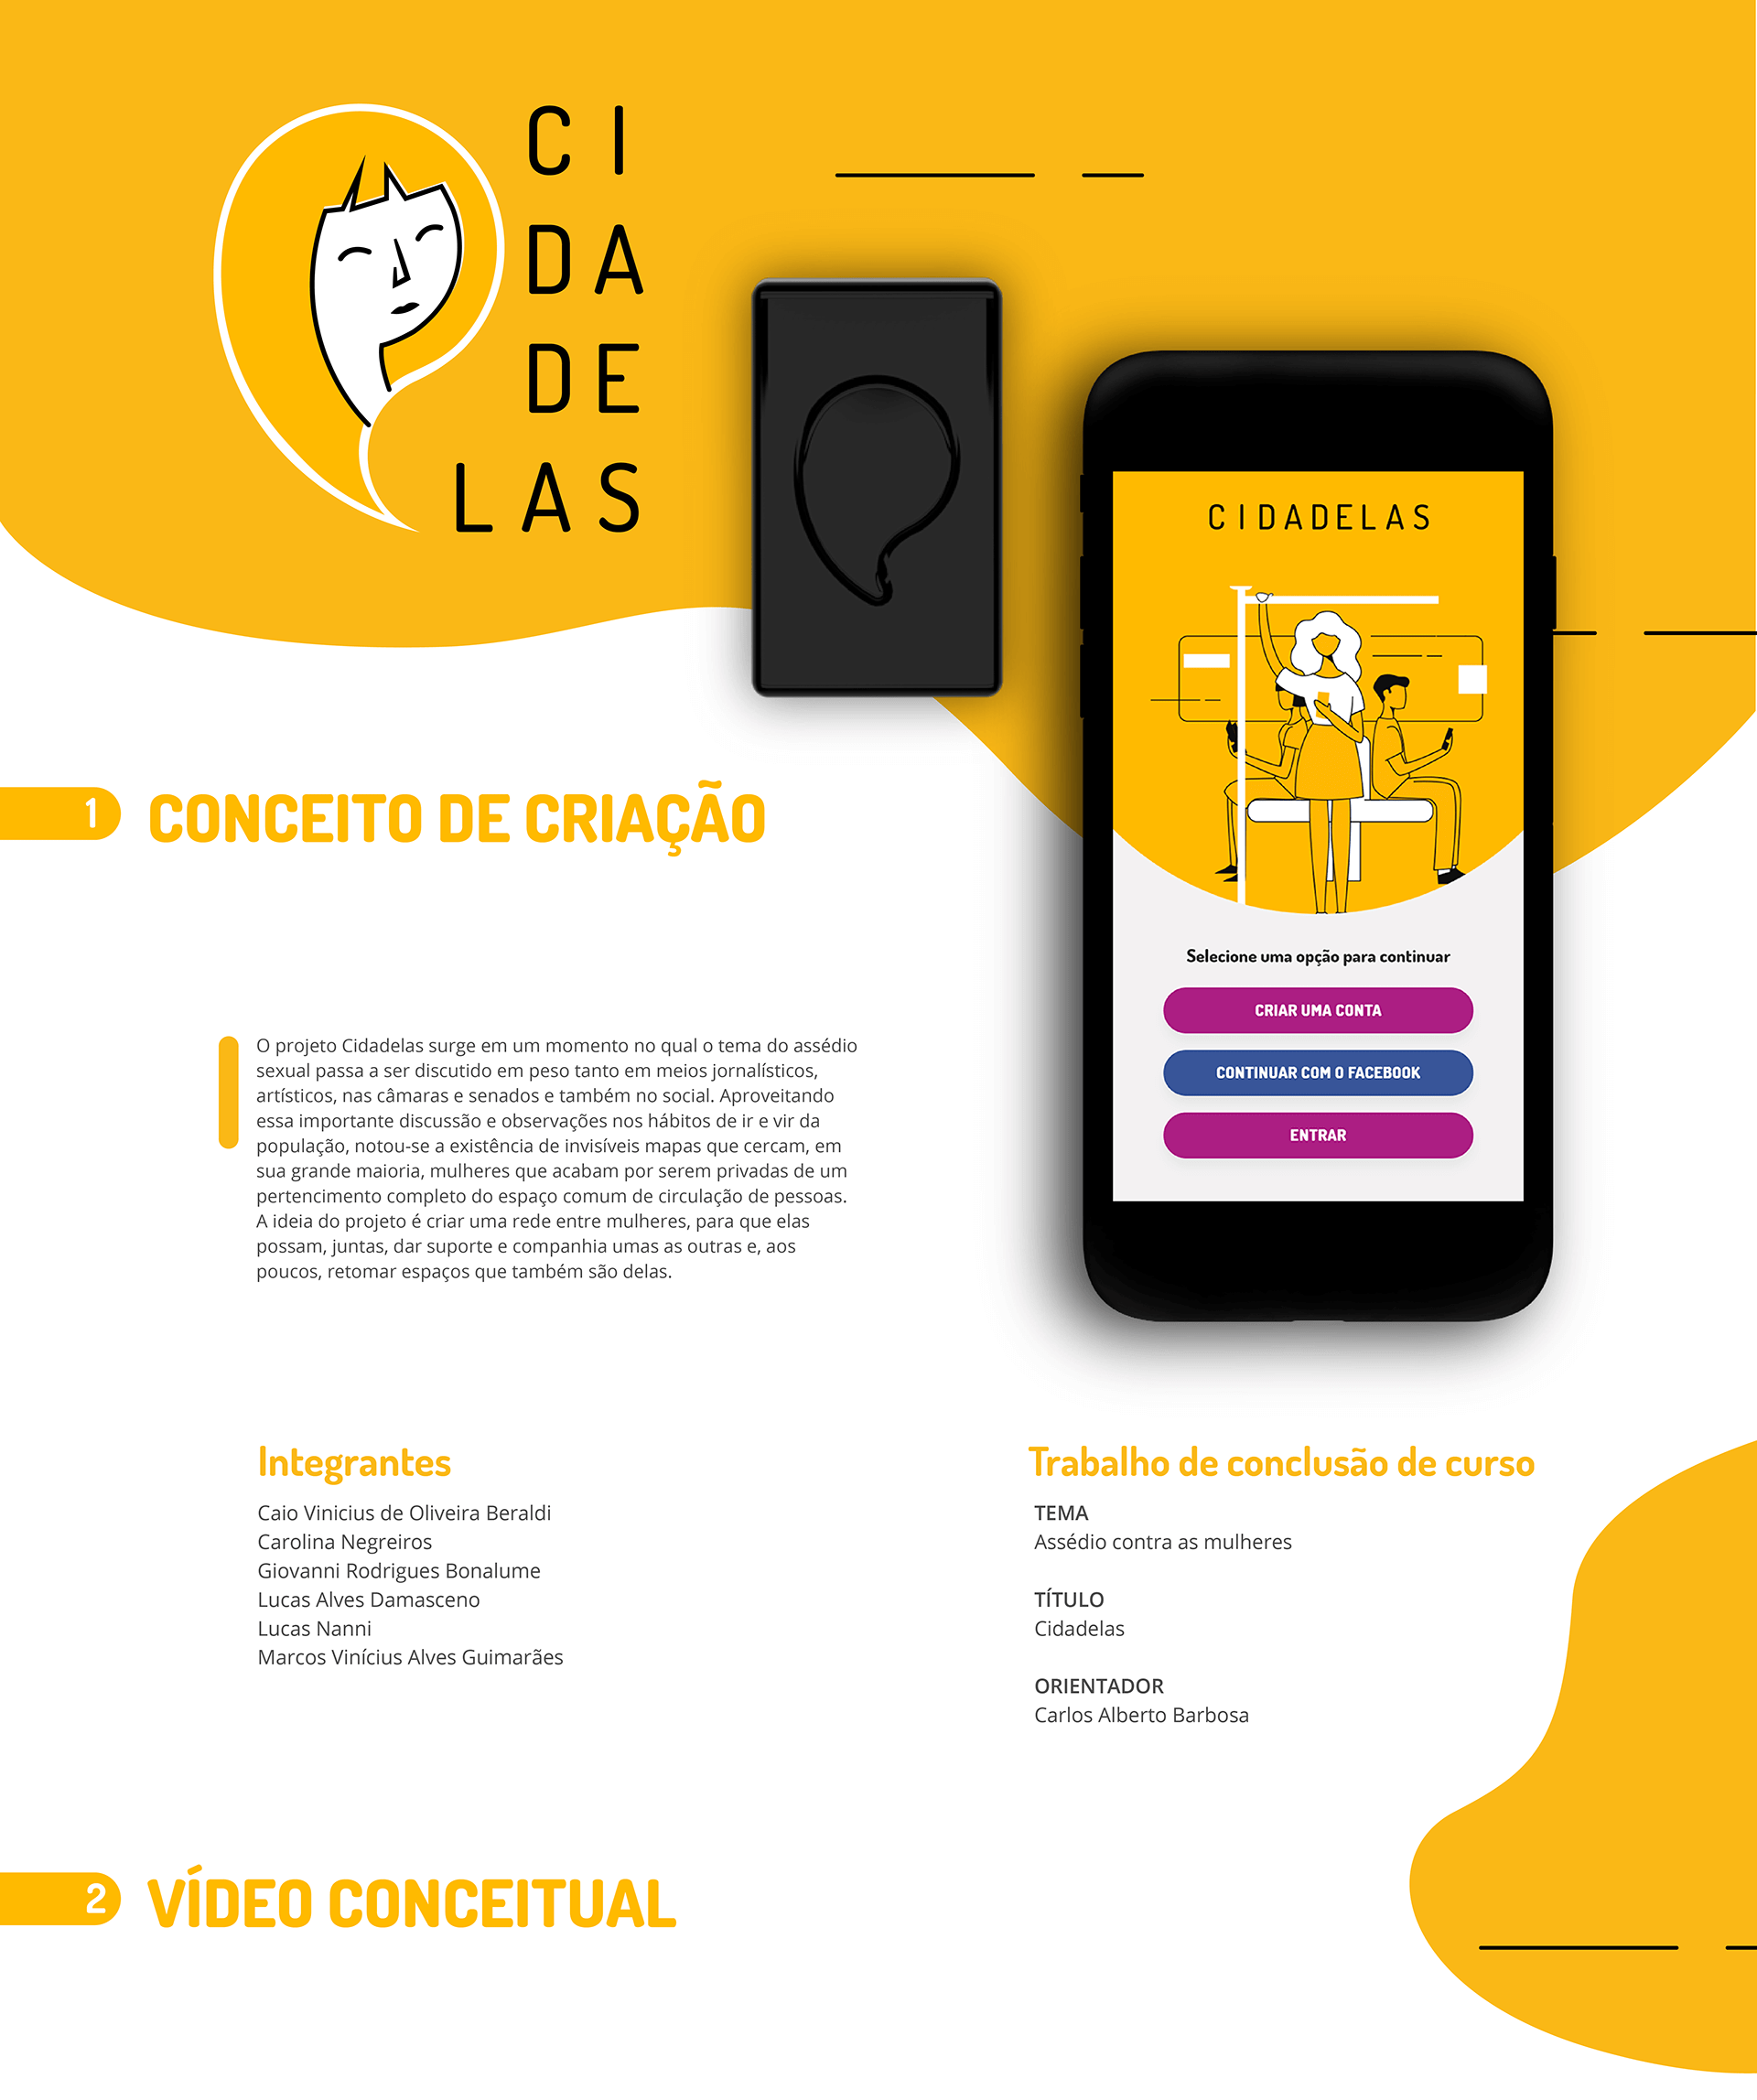 CI
DA
DE
LAS
CIDADELAS
Selecione uma opção para continuar
CRIAR UMA CONTA
CONTINUAR COM O FACEBOOK
ENTRAR
1 CONCEITO DE CRIAÇÃO
O projeto Cidadelas surge em um momento no qual o tema do assédio
sexual passa a ser discutido em peso tanto em meios jornalísticos,
artísticos, nas câmaras e senados e também no social. Aproveitando
essa importante discussão e observações nos hábitos de ir e vir da
população, notou-se a existência de invisíveis mapas que cercam, em
sua grande maioria, mulheres que acabam por serem privadas de um
pertencimento completo do espaço comum de circulação de pessoas.
A ideia do projeto é criar uma rede entre mulheres, para que elas
possam, juntas, dar suporte e companhia umas as outras e, aos
poucos, retomar espaços que também são delas.
Integrantes
Caio Vinicius de Oliveira Beraldi
Carolina Negreiros
Giovanni Rodrigues Bonalume
Lucas Alves Damasceno
Lucas Nanni
Marcos Vinícius Alves Guimarães
Trabalho de conclusão de curso
TEMA
Assédio contra as mulheres
TÍTULO
Cidadelas
ORIENTADOR
Carlos Alberto Barbosa
2 VÍDEO CONCEITUAL